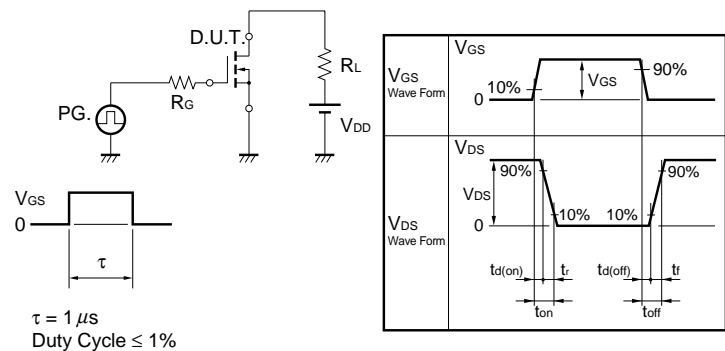 D.U.T.
RL
RG
PG.
VDD
VGS
0
τ
τ = 1 μs
Duty Cycle ≤ 1%
VGS
Wave Form
VGS
10%
0
VGS
90%
VDS
Wave Form
VDS
90%
VDS
0
10%
10%
90%
td(on)
tr
td(off)
tf
ton
toff